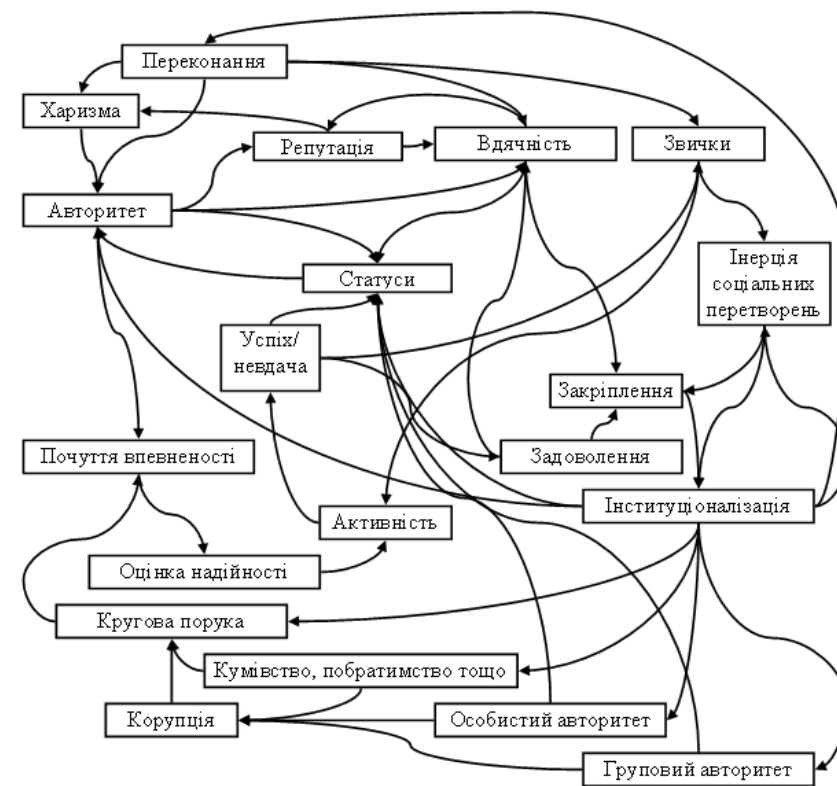 Переконання
Харизма
Репутація
Вдячність
Звички
Авторитет
Статуси
Інерція
соціальних
перетворень
Успіх/
невдача
Закріплення
Почуття впевненості
Задоволення
Інституціоналізація
Активність
Оцінка надійності
Кругова порука
Кумівство, побратимство тощо
Корупція
Особистий авторитет
Груповий авторитет